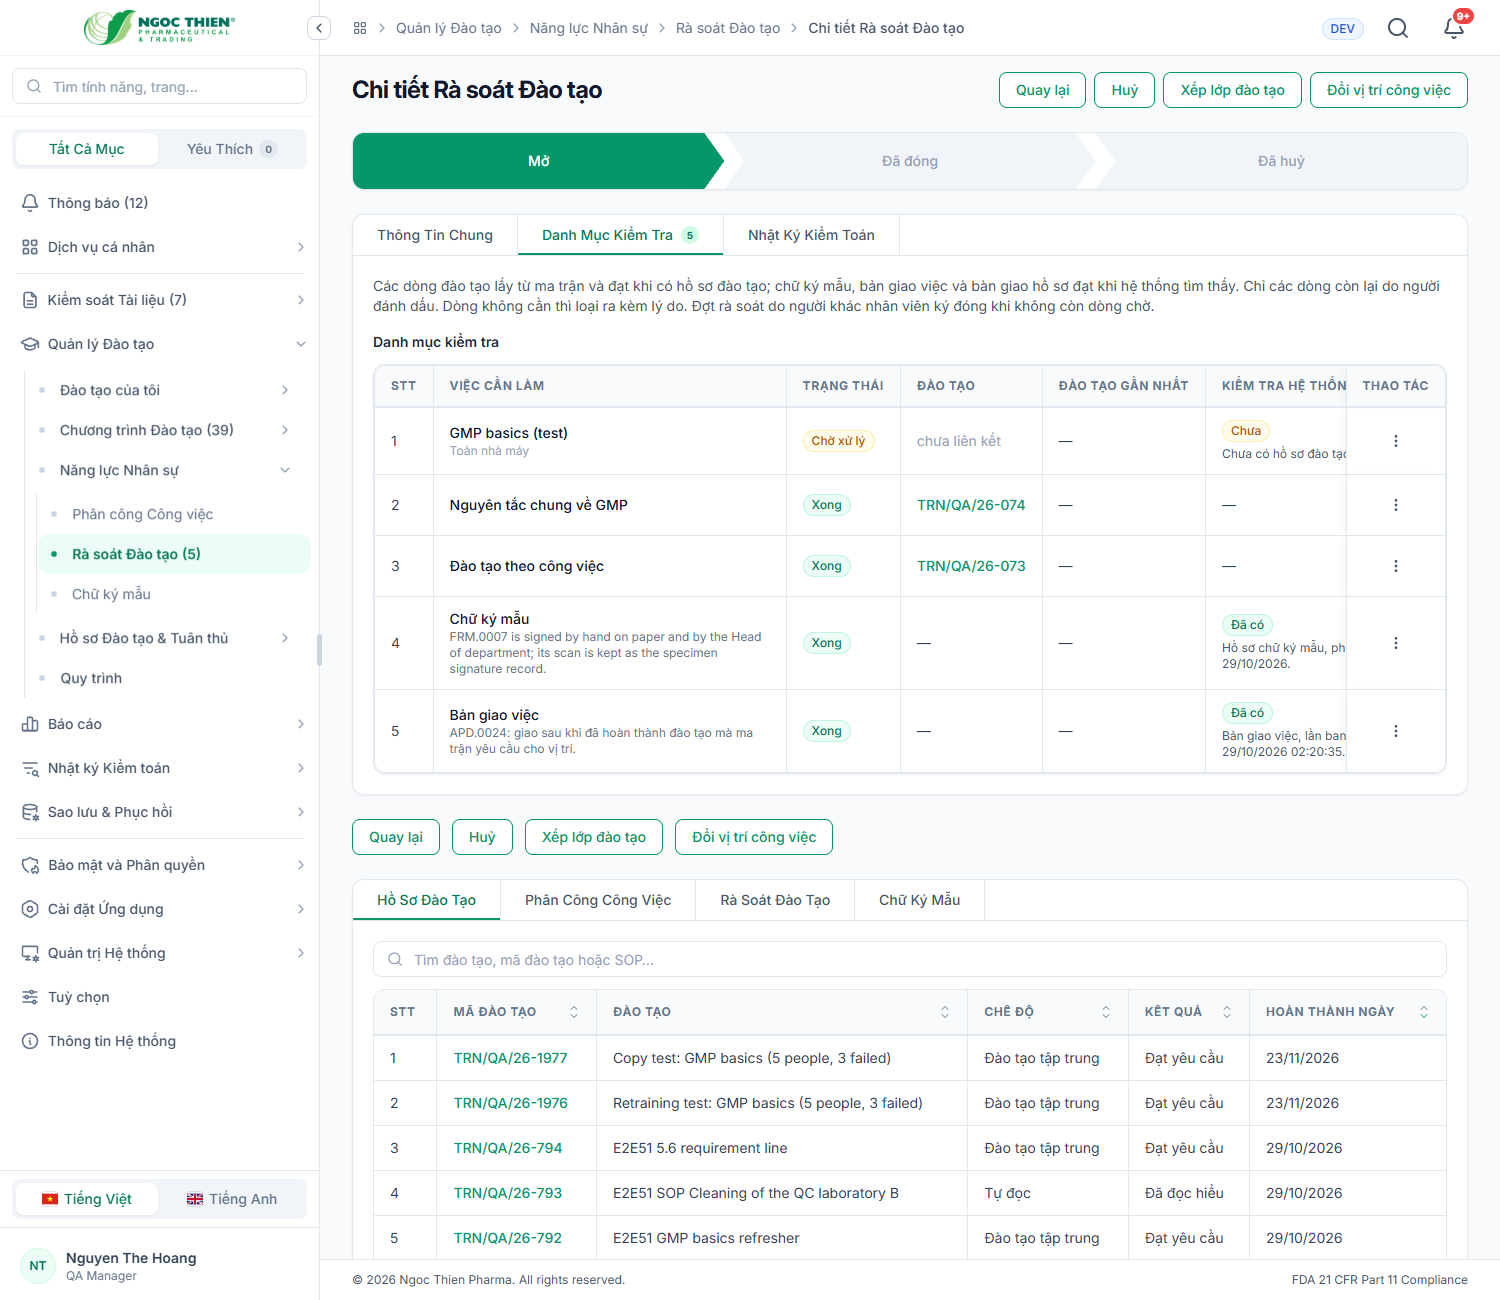 NGOC THIEN®
PHARMACEUTICAL
& TRADING
Quản lý Đào tạo
Năng lực Nhân sự
Rà soát Đào tạo
Chi tiết Rà soát Đào tạo
DEV
9+
Tìm tính năng, trang...
Tất Cả Mục
Yêu Thích 0
Thông báo (12)
Dịch vụ cá nhân
Kiểm soát Tài liệu (7)
Quản lý Đào tạo
Đào tạo của tôi
Chương trình Đào tạo (39)
Năng lực Nhân sự
Phân công Công việc
Rà soát Đào tạo (5)
Chữ ký mẫu
Hồ sơ Đào tạo & Tuân thủ
Quy trình
Báo cáo
Nhật ký Kiểm toán
Sao lưu & Phục hồi
Bảo mật và Phân quyền
Cài đặt Ứng dụng
Quản trị Hệ thống
Tuỳ chọn
Thông tin Hệ thống
Tiếng Việt
Tiếng Anh
NT
Nguyen The Hoang
QA Manager
Chi tiết Rà soát Đào tạo
Quay lại
Huỷ
Xếp lớp đào tạo
Đổi vị trí công việc
Mở
Đã đóng
Đã huỷ
Thông Tin Chung
Danh Mục Kiểm Tra 5
Nhật Ký Kiểm Toán
Các dòng đào tạo lấy từ ma trận và đạt khi có hồ sơ đào tạo; chữ ký mẫu, bản giao việc và bàn giao hồ sơ đạt khi hệ thống tìm thấy. Chỉ các dòng còn lại do người
đánh dấu. Dòng không cần thì loại ra kèm lý do. Đợt rà soát do người khác nhân viên ký đóng khi không còn dòng chờ.
Danh mục kiểm tra
STT
VIỆC CẦN LÀM
TRẠNG THÁI
ĐÀO TẠO
ĐÀO TẠO GẦN NHẤT
KIỂM TRA HỆ THỐN
THAO TÁC
1
GMP basics (test)
Toàn nhà máy
Chờ xử lý
chưa liên kết
—
Chưa
Chưa có hồ sơ đào tạo
2
Nguyên tắc chung về GMP
Xong
TRN/QA/26-074
—
—
3
Đào tạo theo công việc
Xong
TRN/QA/26-073
—
—
4
Chữ ký mẫu
FRM.0007 is signed by hand on paper and by the Head
of department; its scan is kept as the specimen
signature record.
Xong
—
—
Đã có
Hồ sơ chữ ký mẫu, ph
29/10/2026.
5
Bản giao việc
APD.0024: giao sau khi đã hoàn thành đào tạo mà ma
trận yêu cầu cho vị trí.
Xong
—
—
Đã có
Bản giao việc, lần ban
29/10/2026 02:20:35.
Quay lại
Huỷ
Xếp lớp đào tạo
Đổi vị trí công việc
Hồ Sơ Đào Tạo
Phân Công Công Việc
Rà Soát Đào Tạo
Chữ Ký Mẫu
Tìm đào tạo, mã đào tạo hoặc SOP...
STT
MÃ ĐÀO TẠO
ĐÀO TẠO
CHẾ ĐỘ
KẾT QUẢ
HOÀN THÀNH NGÀY
1
TRN/QA/26-1977
Copy test: GMP basics (5 people, 3 failed)
Đào tạo tập trung
Đạt yêu cầu
23/11/2026
2
TRN/QA/26-1976
Retraining test: GMP basics (5 people, 3 failed)
Đào tạo tập trung
Đạt yêu cầu
23/11/2026
3
TRN/QA/26-794
E2E51 5.6 requirement line
Đào tạo tập trung
Đạt yêu cầu
29/10/2026
4
TRN/QA/26-793
E2E51 SOP Cleaning of the QC laboratory B
Tự đọc
Đã đọc hiểu
29/10/2026
5
TRN/QA/26-792
E2E51 GMP basics refresher
Đào tạo tập trung
Đạt yêu cầu
29/10/2026
© 2026 Ngoc Thien Pharma. All rights reserved.
FDA 21 CFR Part 11 Compliance